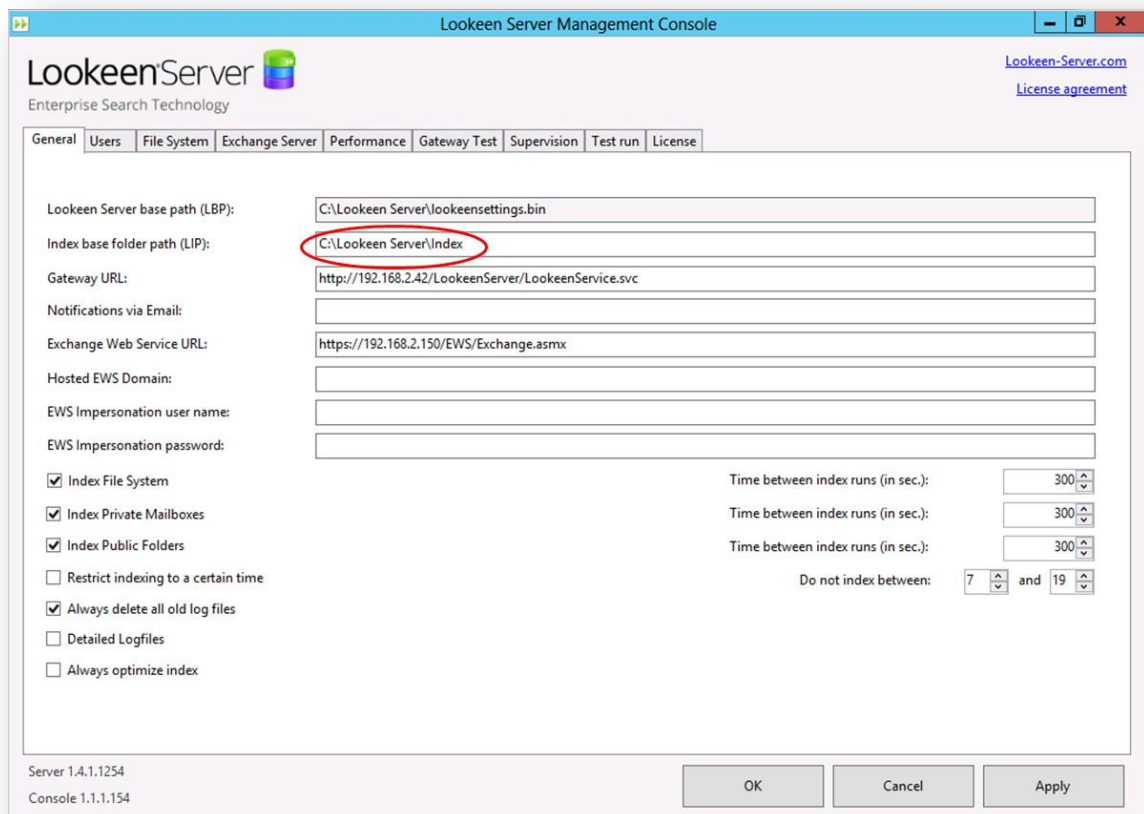 Lookeen Server Management Console
Lookeen Server
Enterprise Search Technology
Lookeen-Server.com
License agreement
General Users File System Exchange Server Performance Gateway Test Supervision Test run License
Lookeen Server base path (LBP): C:\Lookeen Server\lookeensettings.bin
Index base folder path (LIP): C:\Lookeen Server\Index
Gateway URL: http://192.168.2.42/LookeenServer/LookeenService.svc
Notifications via Email:
Exchange Web Service URL: https://192.168.2.150/EWS/Exchange.asmx
Hosted EWS Domain:
EWS Impersonation user name:
EWS Impersonation password:
Index File System Time between index runs (in sec.): 300
Index Private Mailboxes Time between index runs (in sec.): 300
Index Public Folders Time between index runs (in sec.): 300
Restrict indexing to a certain time Do not index between: 7 and 19
Always delete all old log files
Detailed Logfiles
Always optimize index
Server 1.4.1.1254
Console 1.1.1.154
OK Cancel Apply